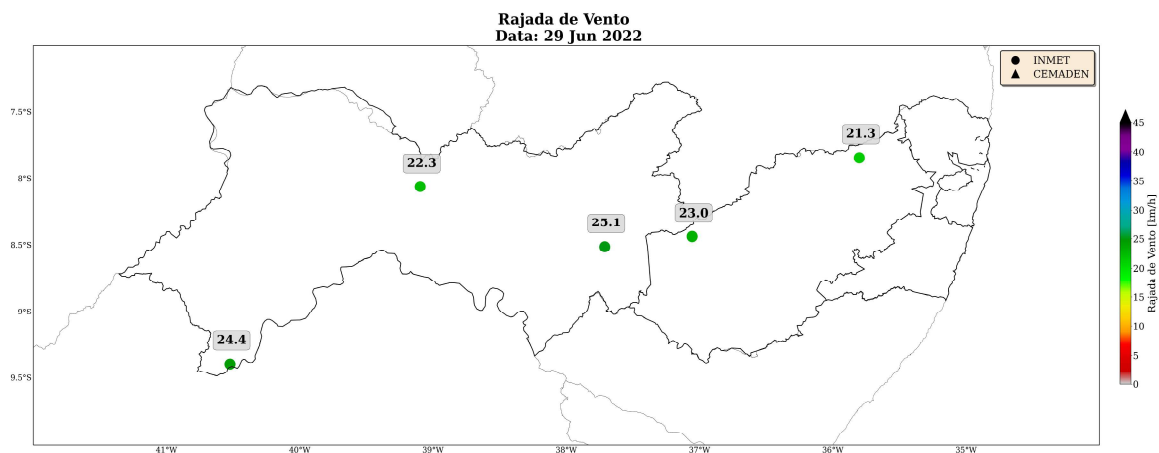 Rajada de Vento
Data: 29 Jun 2022
INMET
CEMADEN
7.5°S
8°S
8.5°S
9°S
9.5°S
41°W
40°W
39°W
38°W
37°W
36°W
35°W
21.3
22.3
23.0
25.1
24.4
45
40
35
30
25
20
15
10
5
0
Rajada de Vento [km/h]